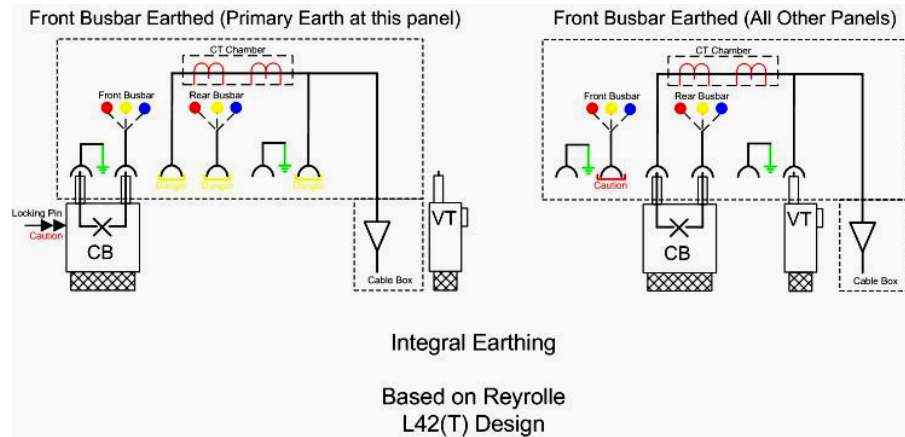 Front Busbar Earthed (Primary Earth at this panel)
Front Busbar Earthed (All Other Panels)
CT Chamber
CT Chamber
Front Busbar
Rear Busbar
Front Busbar
Rear Busbar
Danger
Danger
Danger
Caution
Locking Pin
Caution
CB
VT
CB
VT
Cable Box
Cable Box
Integral Earthing
Based on Reyrolle
L42(T) Design